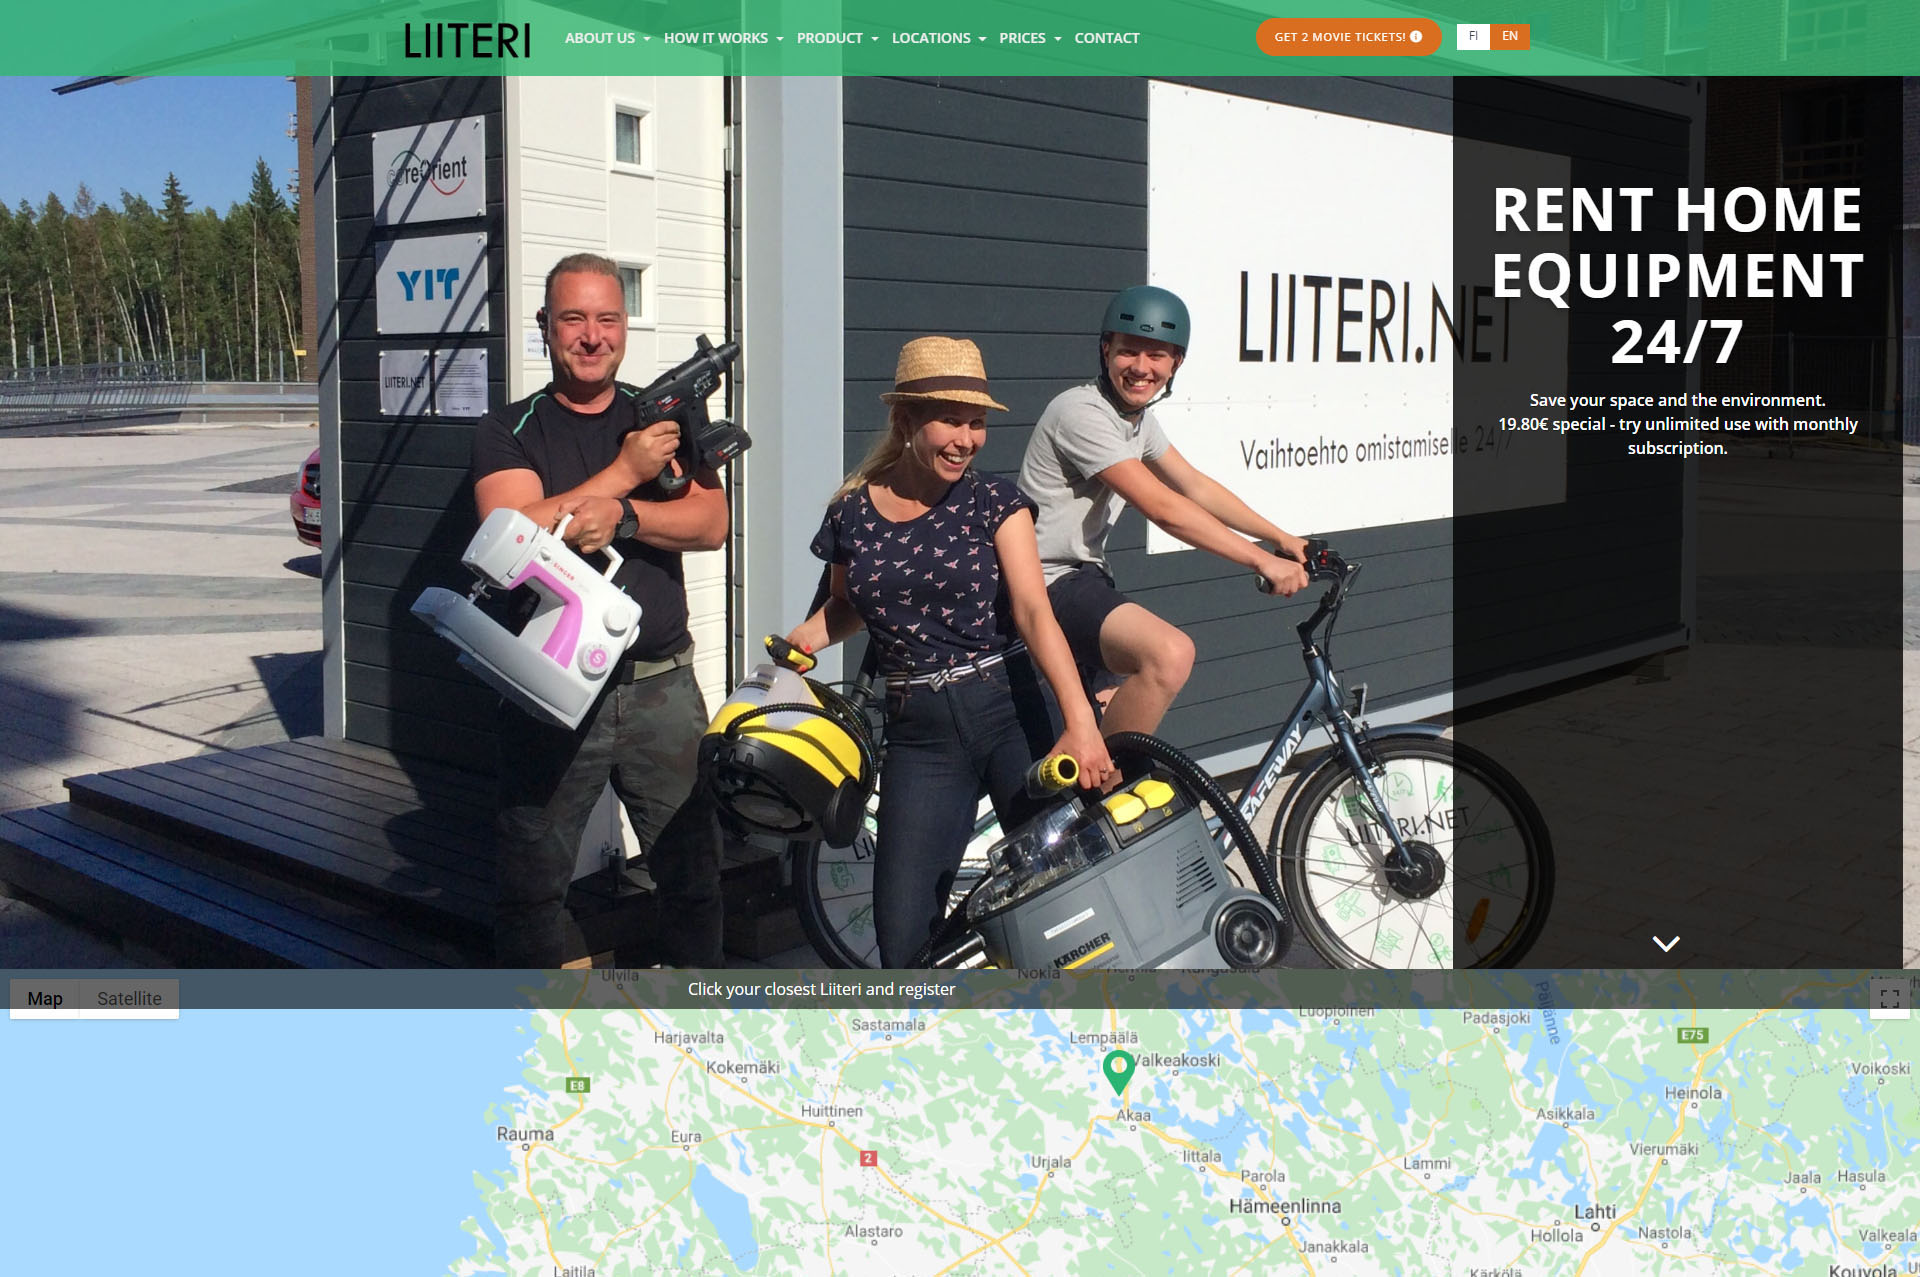 LIITERI
ABOUT US
HOW IT WORKS
PRODUCT
LOCATIONS
PRICES
CONTACT
GET 2 MOVIE TICKETS!
FI
EN
coreOrient
YIT
LIITERI.NET
LIITERI.NET
Vaihtoehto omistamiselle 24/7
RENT HOME
EQUIPMENT
24/7
Save your space and the environment.
19.80€ special - try unlimited use with monthly
subscription.
SINGER
S
SAFEWAY
LIITERI.NET
KÄRCHER
Click your closest Liiteri and register
Map
Satellite
Ulvila
Nokia
Kangasala
Luopioinen
Padasjoki
Päijänne
E75
Harjavalta
Sastamala
Lempäälä
Valkeakoski
Kokemäki
E8
Voikoski
Heinola
Huittinen
Akaa
Asikkala
Rauma
Eura
2
Urjala
Iittala
Lammi
Vierumäki
Parola
Jaala
Hasula
Hämeenlinna
Lahti
Alastaro
Hollola
Nastola
Valkeala
Janakkala
Laitila
Kärkölä
Kouvola